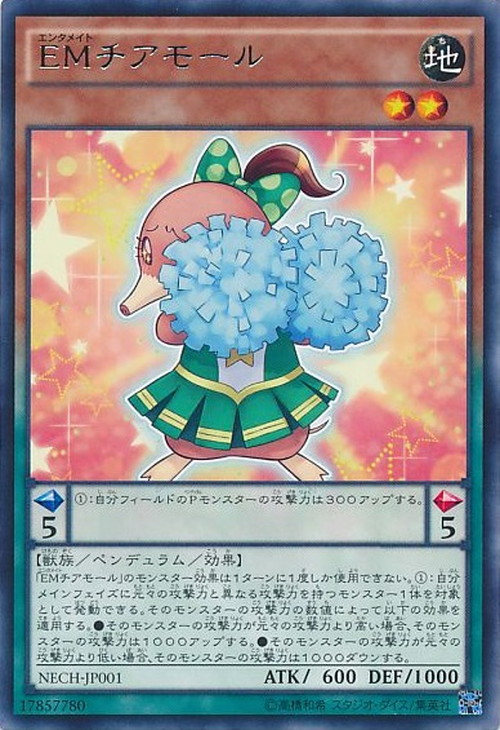 エンタメイト
EMチアモール
ち
地
①:自分フィールドのPモンスターの攻撃力は300アップする。
5
5
【獣族/ペンデュラム/効果】
「EMチアモール」のモンスター効果は1ターンに1度しか使用できない。①:自分
メインフェイズに元々の攻撃力と異なる攻撃力を持つモンスター1体を対象
として発動できる。そのモンスターの攻撃力の数値によって以下の効果を
適用する。●そのモンスターの攻撃力が元々の攻撃力より高い場合、そのモン
スターの攻撃力は1000アップする。●そのモンスターの攻撃力が元々の
攻撃力より低い場合、そのモンスターの攻撃力は1000ダウンする。
NECH-JP001
ATK/ 600 DEF/1000
17857780
©高橋和希 スタジオ・ダイス/集英社